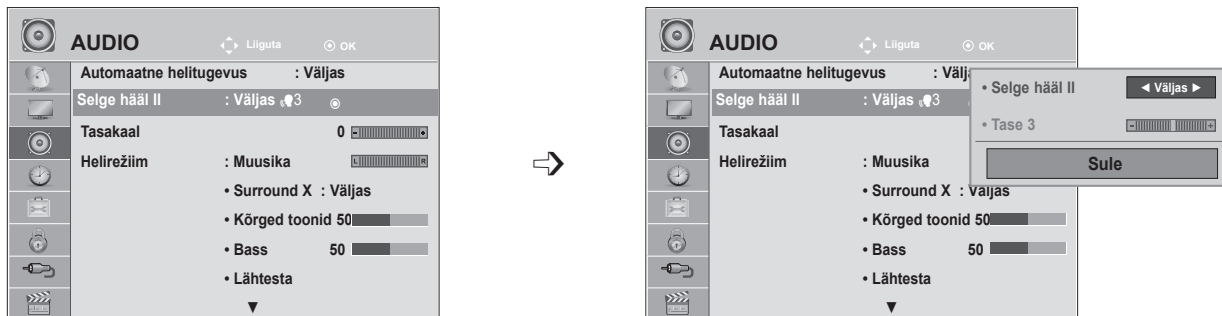 AUDIO Liiguta OK
Automaatne helitugevus : Väljas
Selge hääl II : Väljas 3
Tasakaal 0 - +
Helirežiim : Muusika L R
• Surround X : Väljas
• Kõrged toonid 50
• Bass 50
• Lähtesta
▼
AUDIO Liiguta OK
Automaatne helitugevus : Välj
Selge hääl II : Väljas 3
Tasakaal
Helirežiim : Muusika
• Surround X : Väljas
• Kõrged toonid 50
• Bass 50
• Lähtesta
▼
• Selge hääl II ◄ Väljas ►
• Tase 3 - +
Sule